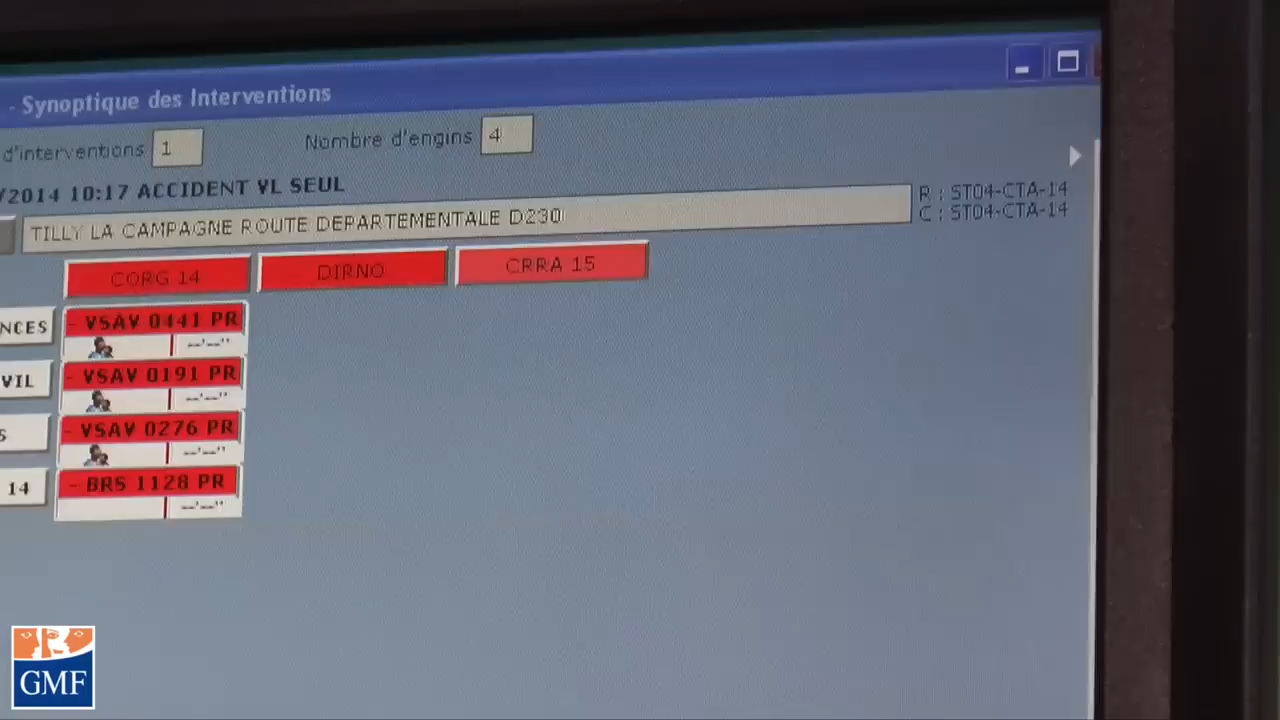 - Synoptique des Interventions
d'interventions 1 Nombre d'engins 4
/2014 10:17 ACCIDENT VL SEUL
R : ST04-CTA-14
TILLY LA CAMPAGNE ROUTE DEPARTEMENTALE D230
C : ST04-CTA-14
CORG 14 DIRNO CRRA 15
NCES - VSAV 0441 PR
--'--''
VIL - VSAV 0191 PR
--'--''
S - VSAV 0276 PR
--'--''
14 - BRS 1128 PR
--'--''
GMF